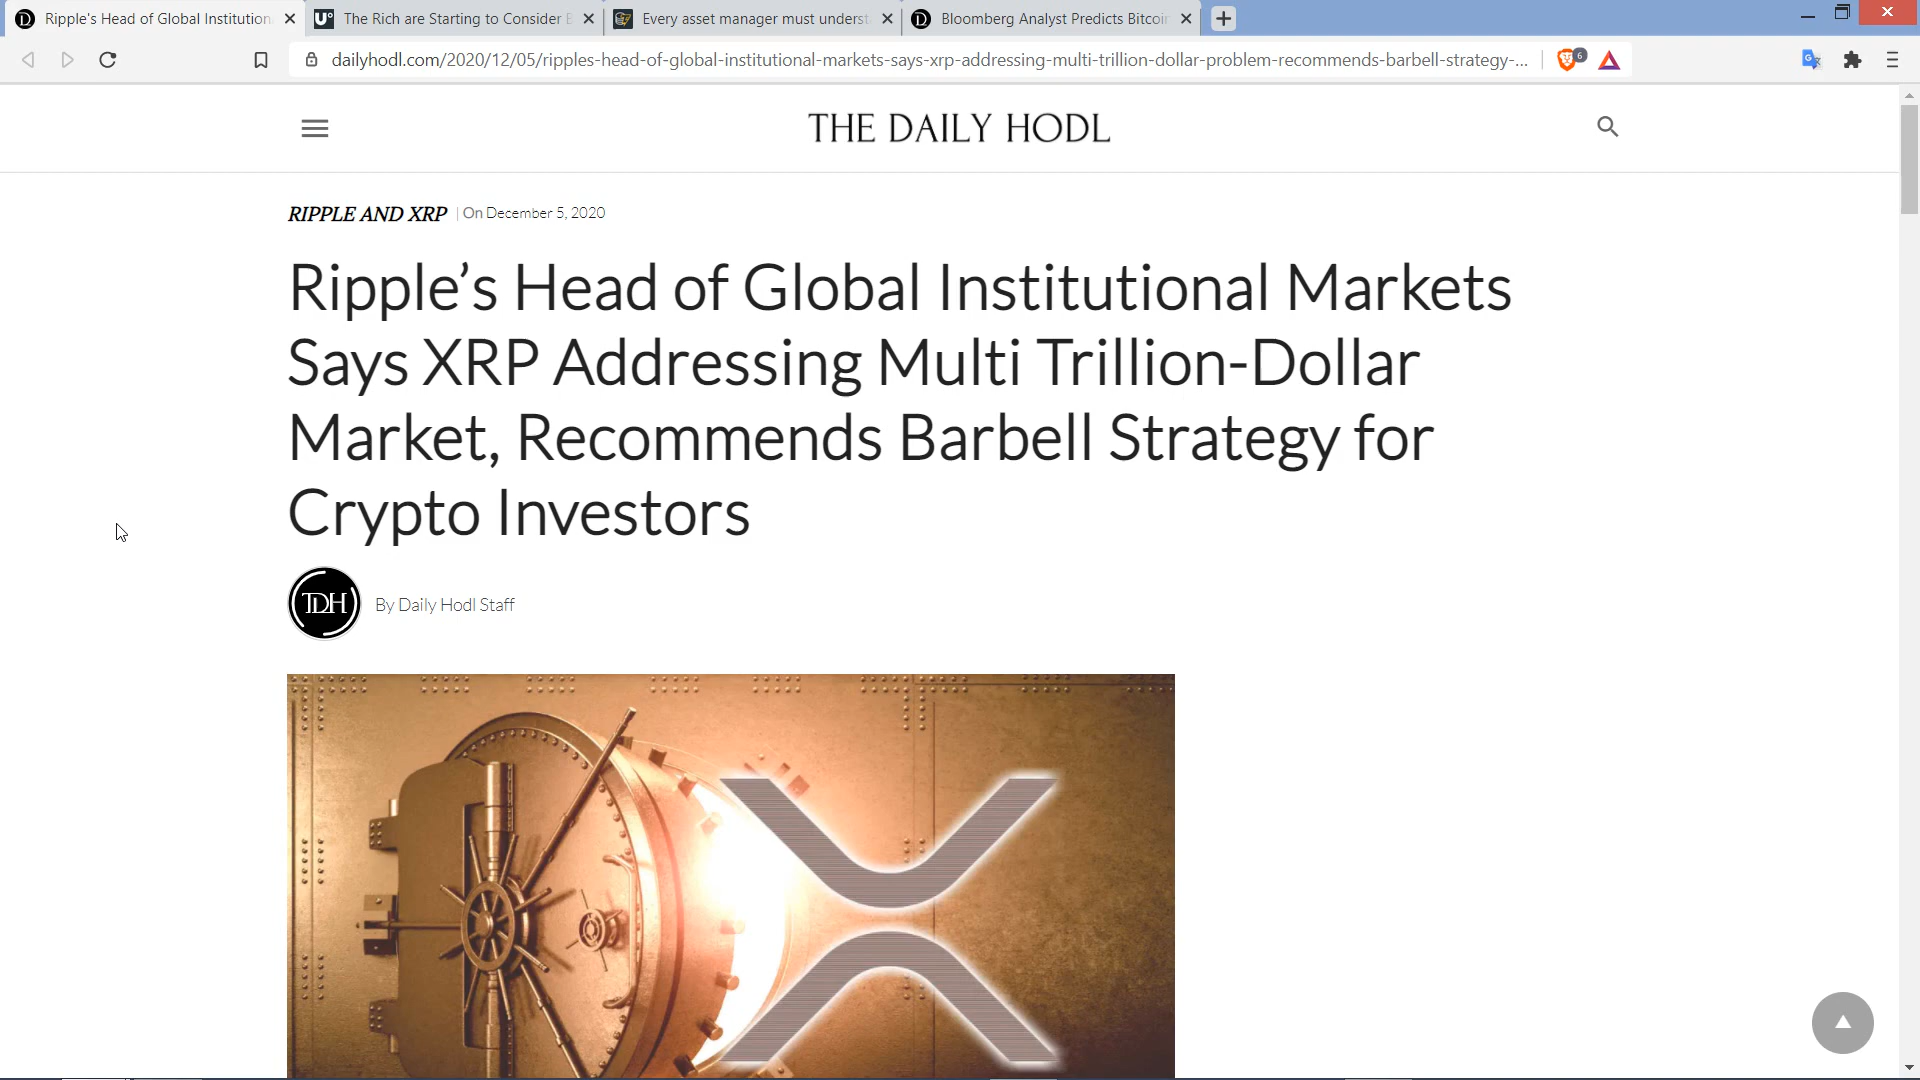 Ripple's Head of Global Institution
The Rich are Starting to Consider
Every asset manager must underst
Bloomberg Analyst Predicts Bitcoi
dailyhodl.com/2020/12/05/ripples-head-of-global-institutional-markets-says-xrp-addressing-multi-trillion-dollar-problem-recommends-barbell-strategy-...
6
THE DAILY HODL
RIPPLE AND XRP | On December 5, 2020
Ripple’s Head of Global Institutional Markets
Says XRP Addressing Multi Trillion-Dollar
Market, Recommends Barbell Strategy for
Crypto Investors
TDH
By Daily Hodl Staff